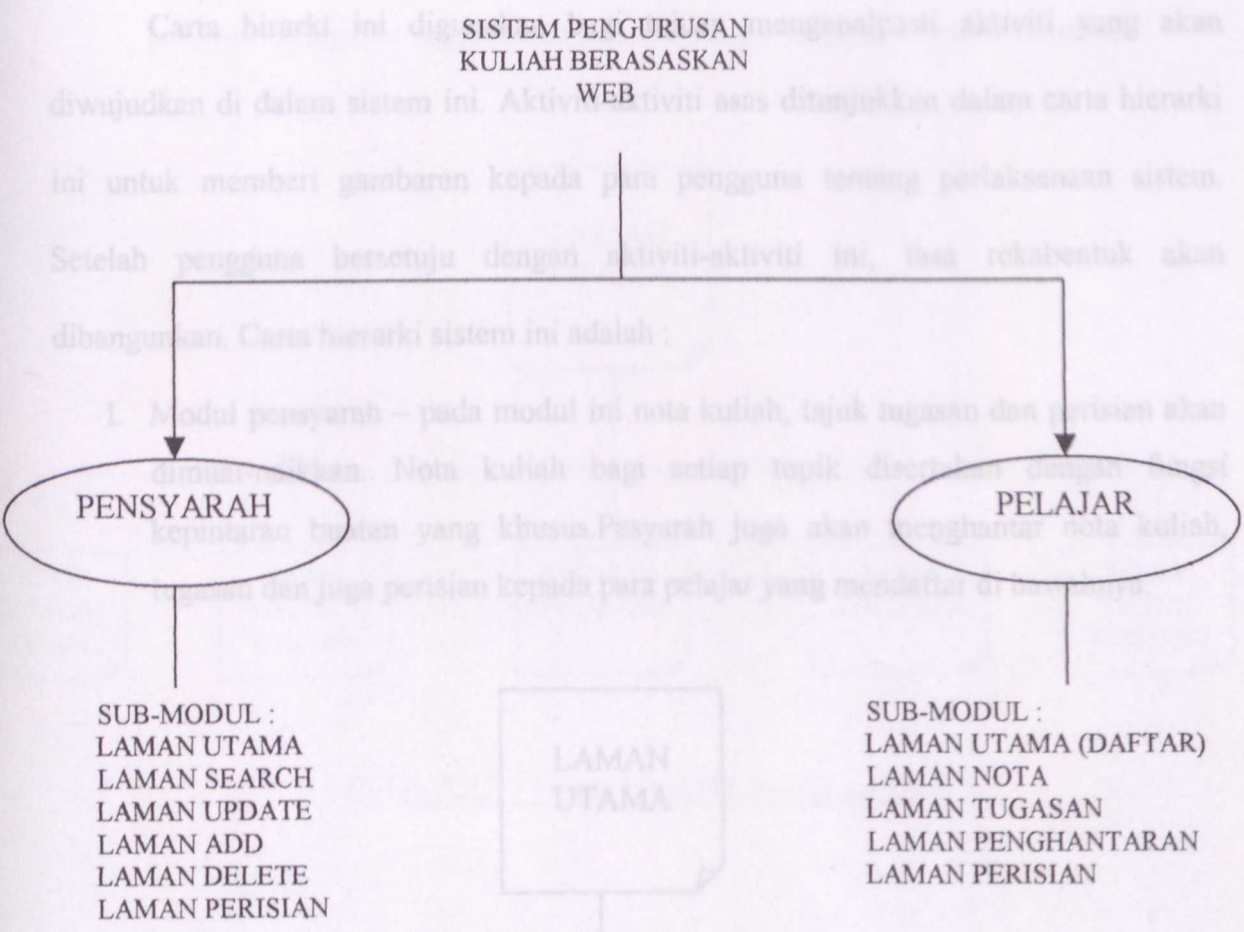 Carta hirarki ini mengenalpasti aktiviti yang akan
SISTEM PENGURUSAN
KULIAH BERASASKAN
WEB
diwujudkan di dalam sistem ini. Aktiviti-aktiviti asas ditunjukkan dalam carta hierarki
ini untuk memberi gambaran kepada para pengguna tentang perlaksanaan sistem.
Setelah pengguna bersetuju dengan aktiviti-aktiviti ini, fasa rekabentuk akan
dibangunkan. Carta hierarki sistem ini adalah :
I. Modul pensyarah – pada modul ini nota kuliah, tajuk tugasan dan perisian akan
dimuat-naikkan. Nota kuliah bagi setiap topik disertakan dengan fungsi
PENSYARAH
PELAJAR
kepintaran buatan yang khusus.Pesyarah juga akan menghantar nota kuliah,
tugasan dan juga perisian kepada para pelajar yang mendaftar di bawahnya.
SUB-MODUL :
LAMAN UTAMA
LAMAN SEARCH
LAMAN UPDATE
LAMAN ADD
LAMAN DELETE
LAMAN PERISIAN
LAMAN
UTAMA
SUB-MODUL :
LAMAN UTAMA (DAFTAR)
LAMAN NOTA
LAMAN TUGASAN
LAMAN PENGHANTARAN
LAMAN PERISIAN